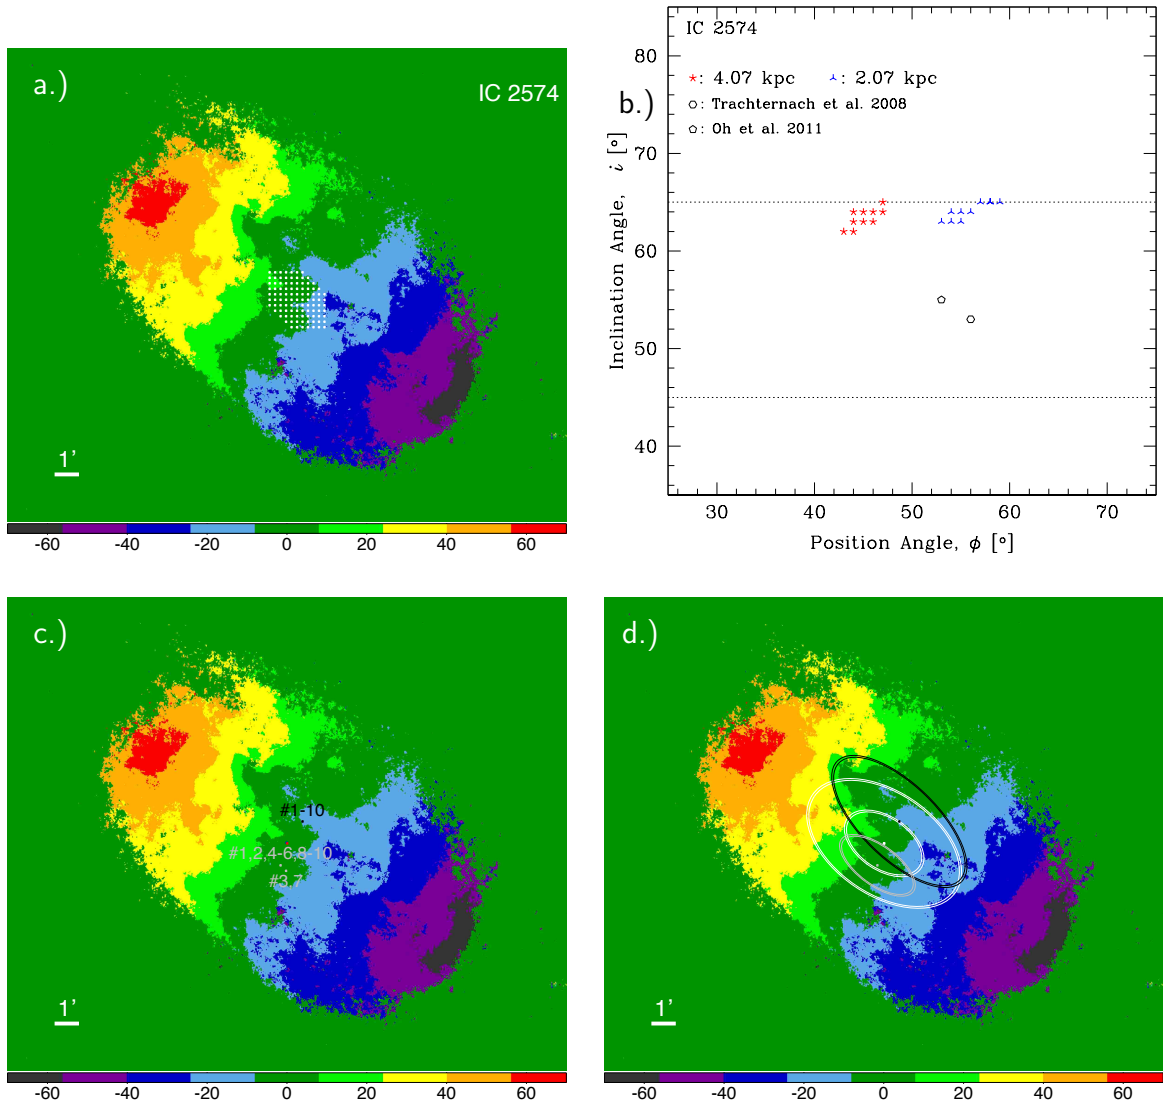 a.)
IC 2574
1'
-60 -40 -20 0 20 40 60
IC 2574
80
70
60
50
40
30 40 50 60 70
: 4.07 kpc : 2.07 kpc
b.)
: Trachternach et al. 2008
: Oh et al. 2011
Inclination Angle, i [°]
Position Angle, ϕ [°]
c.)
#1-10
#1,2,4-6,8-10
#3,7
1'
-60 -40 -20 0 20 40 60
d.)
1'
-60 -40 -20 0 20 40 60